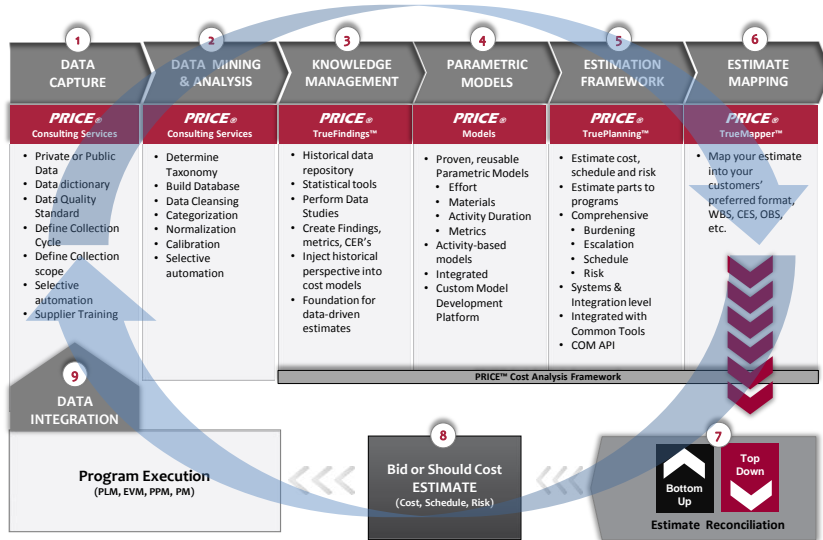 1
DATA
CAPTURE
PRICE®
Consulting Services
• Private or Public
Data
• Data dictionary
• Data Quality
Standard
• Define Collection
Cycle
• Define Collection
scope
• Selective
automation
• Supplier Training
2
DATA MINING
& ANALYSIS
PRICE®
Consulting Services
• Determine
Taxonomy
• Build Database
• Data Cleansing
• Categorization
• Normalization
• Calibration
• Selective
automation
3
KNOWLEDGE
MANAGEMENT
PRICE®
TrueFindings™
• Historical data
repository
• Statistical tools
• Perform Data
Studies
• Create Findings,
metrics, CER's
• Inject historical
perspective into
cost models
• Foundation for
data-driven
estimates
4
PARAMETRIC
MODELS
PRICE®
Models
• Proven, reusable
Parametric Models
• Effort
• Materials
• Activity Duration
• Metrics
• Activity-based
models
• Integrated
• Custom Model
Development
Platform
5
ESTIMATION
FRAMEWORK
PRICE®
TruePlanning™
• Estimate cost,
schedule and risk
• Estimate parts to
programs
• Comprehensive
• Burdening
• Escalation
• Schedule
• Risk
• Systems &
Integration level
• Integrated with
Common Tools
• COM API
6
ESTIMATE
MAPPING
PRICE®
TrueMapper™
• Map your estimate
into your
customers'
preferred format,
WBS, CES, OBS,
etc.
PRICE™ Cost Analysis Framework
7
Bottom
Up
Top
Down
Estimate Reconciliation
8
Bid or Should Cost
ESTIMATE
(Cost, Schedule, Risk)
9
DATA
INTEGRATION
Program Execution
(PLM, EVM, PPM, PM)